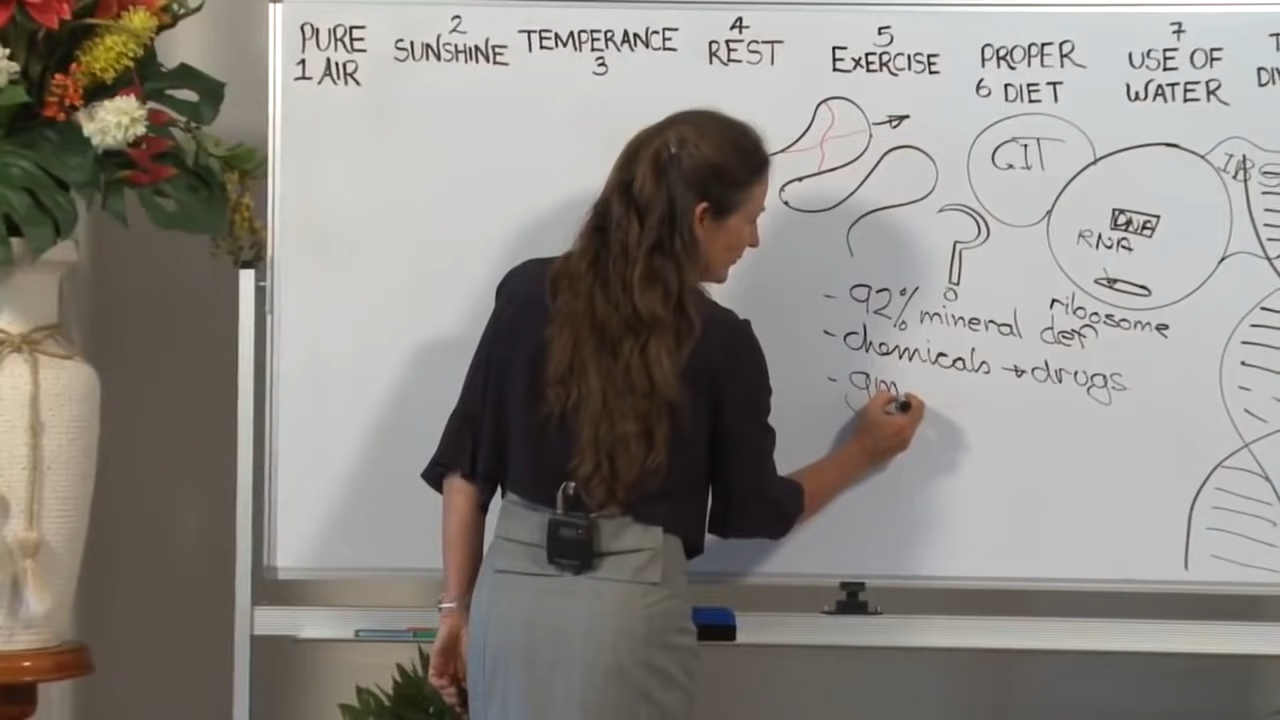 PURE
1 AIR
2
SUNSHINE
TEMPERANCE
3
4
REST
5
EXERCISE
PROPER
6 DIET
7
USE OF
WATER
GIT
DNA
RNA
ribosome
- 92% mineral def
- chemicals → drugs
- gm